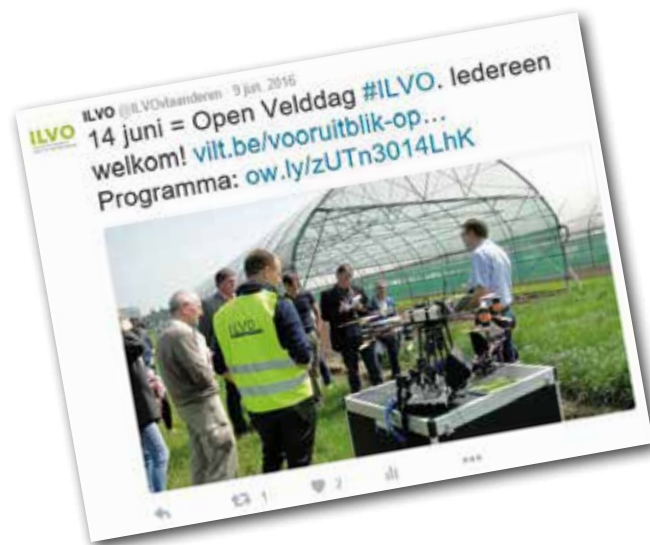 ILVO
ILVO @ILVOvlaanderen · 9 jun. 2016
14 juni = Open Velddag #ILVO. Iedereen
welkom! vilt.be/vooruitblik-op...
Programma: ow.ly/zUTn3014LhK
ILVO
1
2